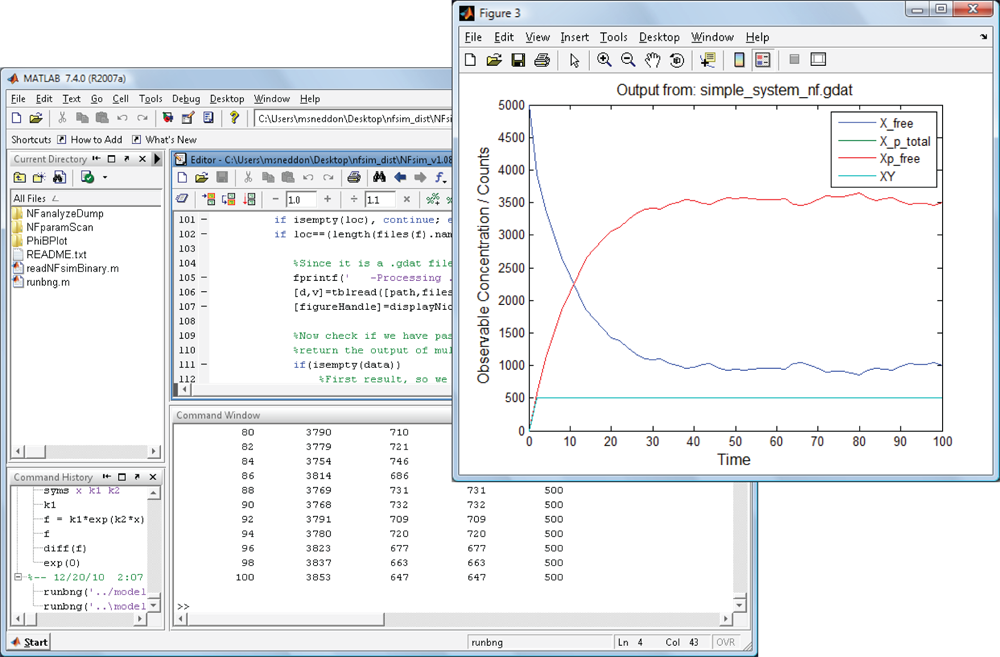 Figure 3
File Edit View Insert Tools Desktop Window Help
Output from: simple_system_nf.gdat
5000
4500
4000
3500
3000
2500
2000
1500
1000
500
0
Observable Concentration / Counts
X_free
X_p_total
Xp_free
XY
0 10 20 30 40 50 60 70 80 90 100
Time
MATLAB 7.4.0 (R2007a)
File Edit Text Go Cell Tools Debug Desktop Window Help
C:\Users\msneddon\Desktop\nfsim_dist\NFSi
Shortcuts How to Add What's New
Current Directory
All Files
NFanalyzeDump
NFparamScan
PhiBPlot
README.txt
readNFsimBinary.m
runbng.m
Editor - C:\Users\msneddon\Desktop\nfsim_dist\NFsim_v1.08
1.0 1.1
101 - if isempty(loc), continue; e
102 - if loc==(length(files(f).nam
103
104 %Since it is a .gdat file
105 - fprintf(' -Processing .
106 - [d,v]=tblread([path,files
107 - [figureHandle]=displayNic
108
109 %Now check if we have pas
110 %return the output of mul
111 - if(isempty(data))
112 %First result, so we
Command Window
80 3790 710
82 3779 721
84 3754 746
86 3814 686
88 3769 731 731 500
90 3768 732 732 500
92 3791 709 709 500
94 3780 720 720 500
96 3823 677 677 500
98 3837 663 663 500
100 3853 647 647 500
>>
Command History
syms x k1 k2
k1
f = k1*exp(k2*x)
f
diff(f)
exp(0)
%-- 12/20/10 2:07
runbng('../model
runbng('..\model
Start
runbng
Ln 4 Col 43 OVR